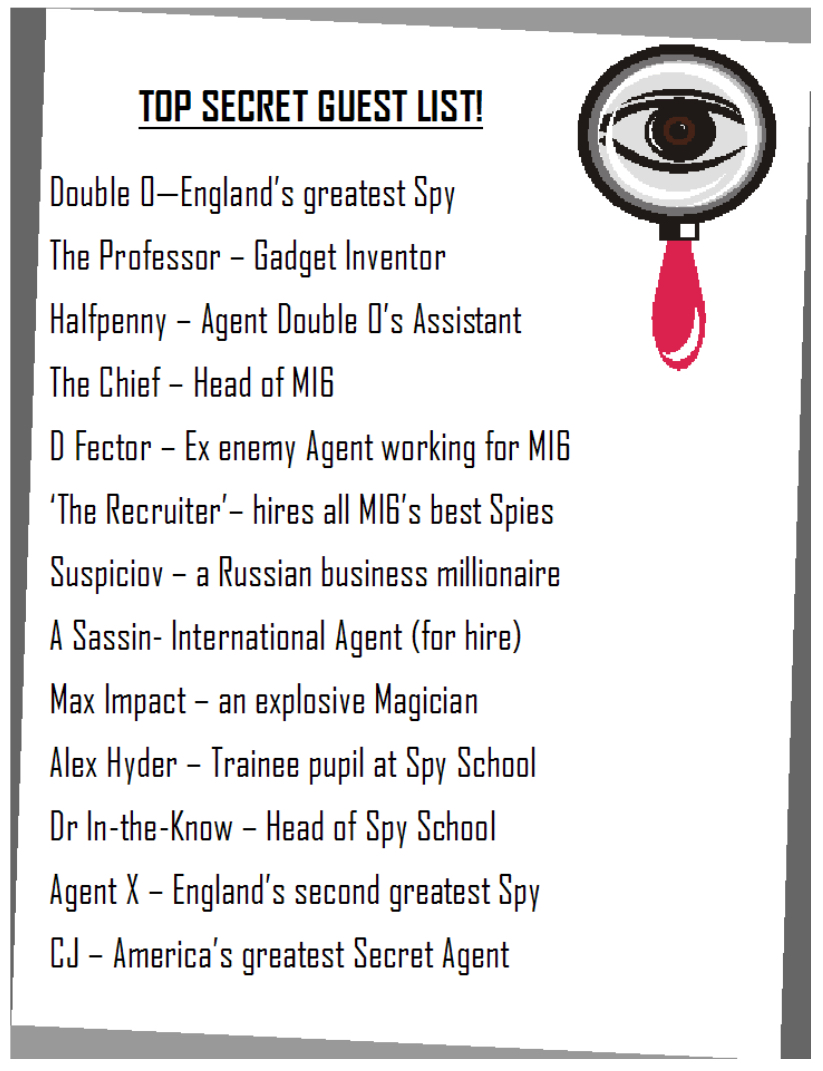 TOP SECRET GUEST LIST!
Double O—England's greatest Spy
The Professor – Gadget Inventor
Halfpenny – Agent Double O's Assistant
The Chief – Head of MI6
D Fector – Ex enemy Agent working for MI6
'The Recruiter'– hires all MI6's best Spies
Suspiciov – a Russian business millionaire
A Sassin- International Agent (for hire)
Max Impact – an explosive Magician
Alex Hyder – Trainee pupil at Spy School
Dr In-the-Know – Head of Spy School
Agent X – England's second greatest Spy
CJ – America's greatest Secret Agent